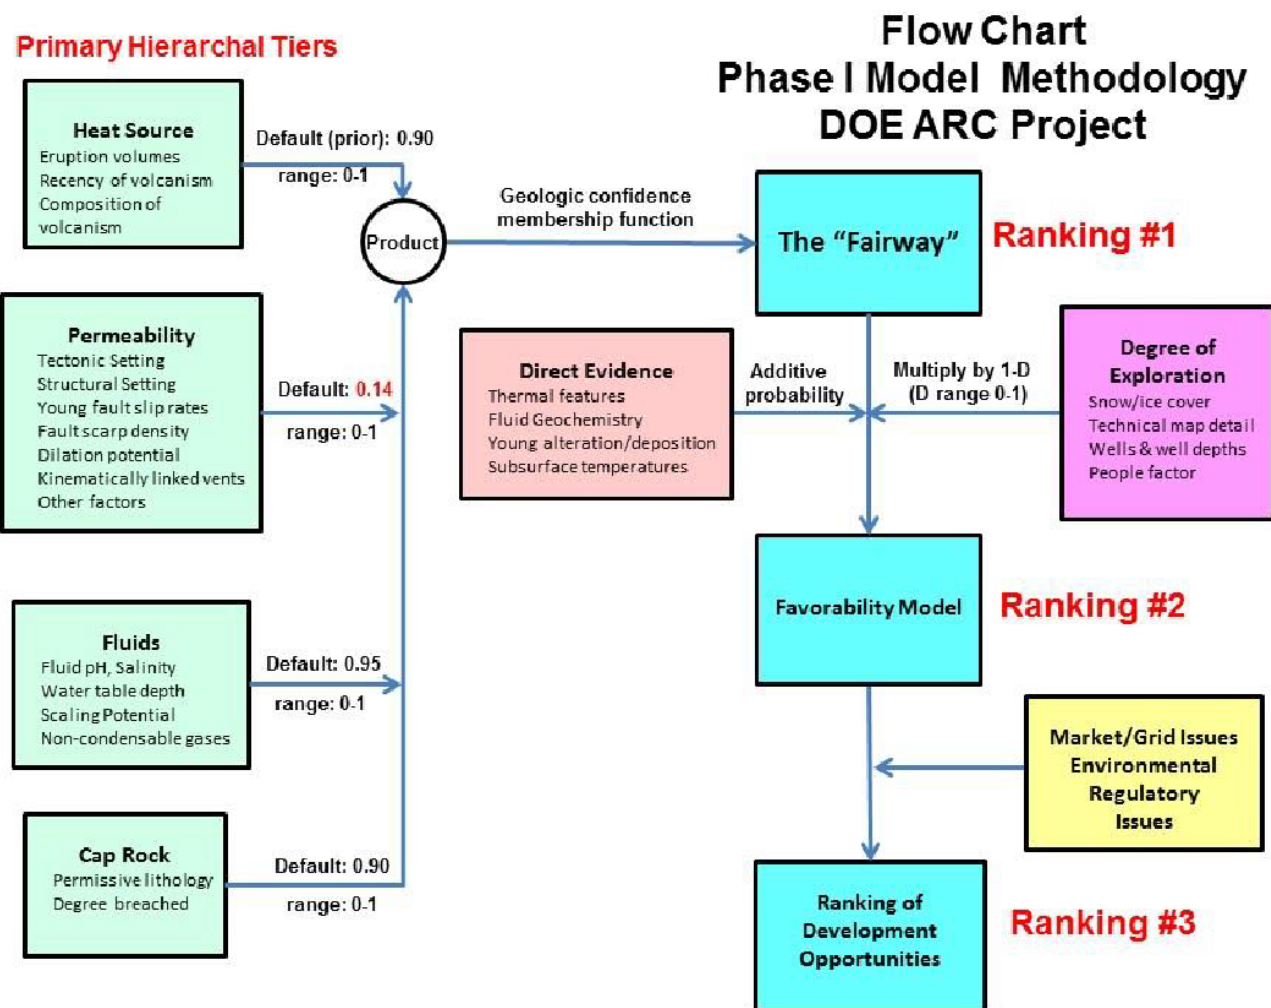 Flow Chart
Phase I Model Methodology
DOE ARC Project
Primary Hierarchal Tiers
Heat Source
Eruption volumes
Recency of volcanism
Composition of
volcanism
Default (prior): 0.90
range: 0-1
Product
Geologic confidence
membership function
The “Fairway”
Ranking #1
Permeability
Tectonic Setting
Structural Setting
Young fault slip rates
Fault scarp density
Dilation potential
Kinematically linked vents
Other factors
Default: 0.14
range: 0-1
Direct Evidence
Thermal features
Fluid Geochemistry
Young alteration/deposition
Subsurface temperatures
Additive
probability
Multiply by 1-D
(D range 0-1)
Degree of
Exploration
Snow/ice cover
Technical map detail
Wells & well depths
People factor
Fluids
Fluid pH, Salinity
Water table depth
Scaling Potential
Non-condensable gases
Default: 0.95
range: 0-1
Favorability Model
Ranking #2
Market/Grid Issues
Environmental
Regulatory
Issues
Cap Rock
Permissive lithology
Degree breached
Default: 0.90
range: 0-1
Ranking of
Development
Opportunities
Ranking #3